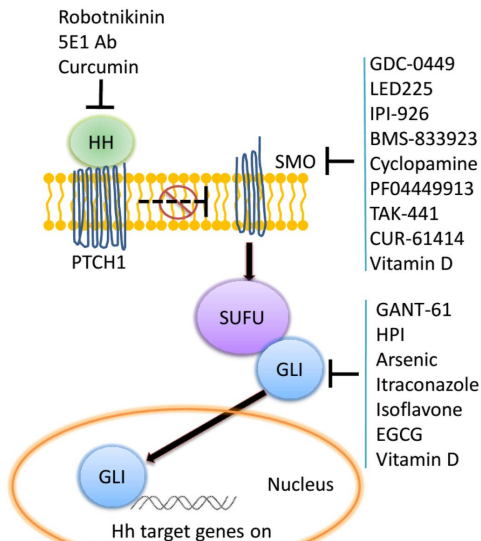 Robotnikinin
5E1 Ab
Curcumin
HH
PTCH1
SMO
GDC-0449
LED225
IPI-926
BMS-833923
Cyclopamine
PF04449913
TAK-441
CUR-61414
Vitamin D
SUFU
GLI
GANT-61
HPI
Arsenic
Itraconazole
Isoflavone
EGCG
Vitamin D
GLI
Nucleus
Hh target genes on